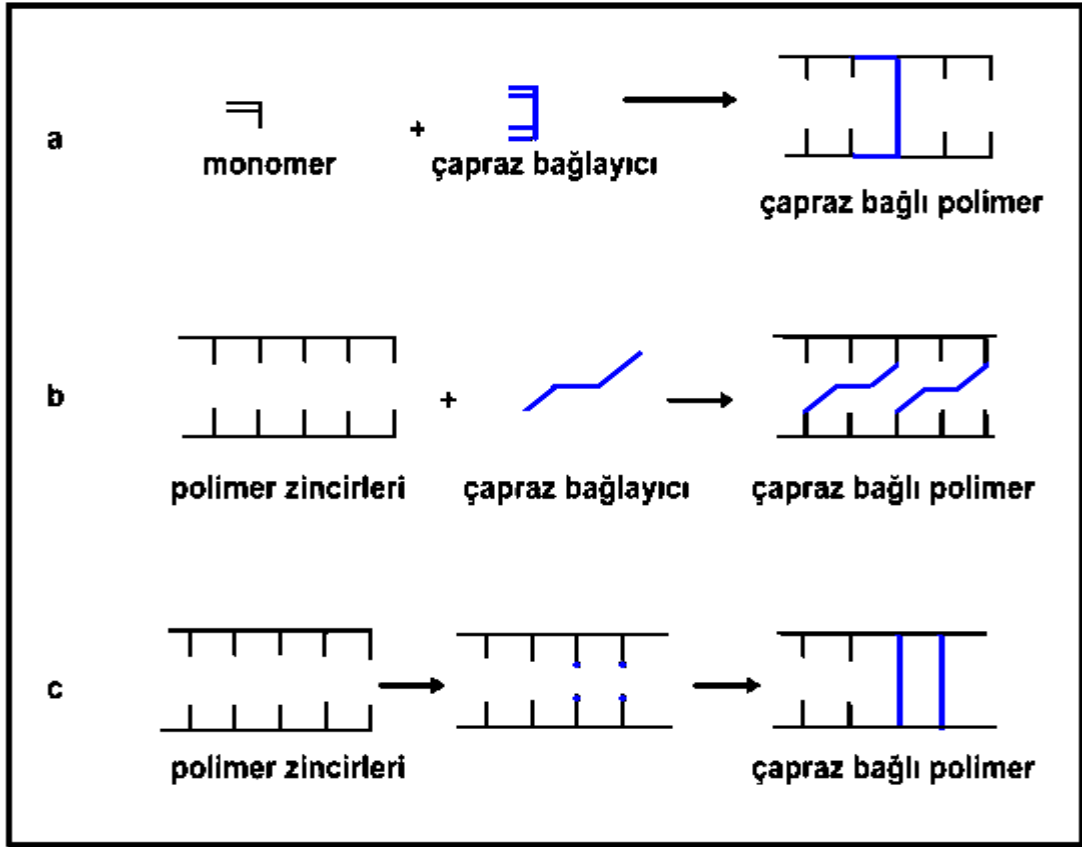 a
+
monomer
çapraz bağlayıcı
çapraz bağlı polimer
b
+
polimer zincirleri
çapraz bağlayıcı
çapraz bağlı polimer
c
polimer zincirleri
çapraz bağlı polimer